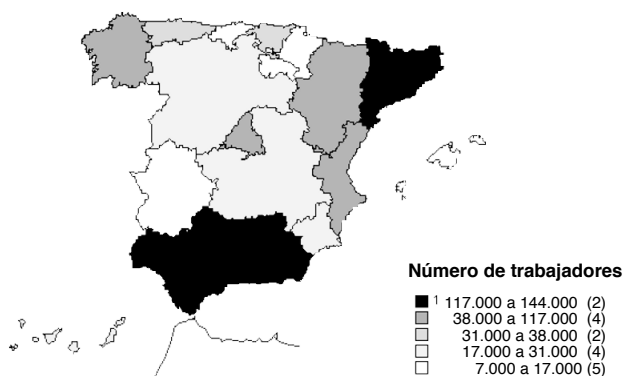 Número de trabajadores
1 117.000 a 144.000 (2)
38.000 a 117.000 (4)
31.000 a 38.000 (2)
17.000 a 31.000 (4)
7.000 a 17.000 (5)